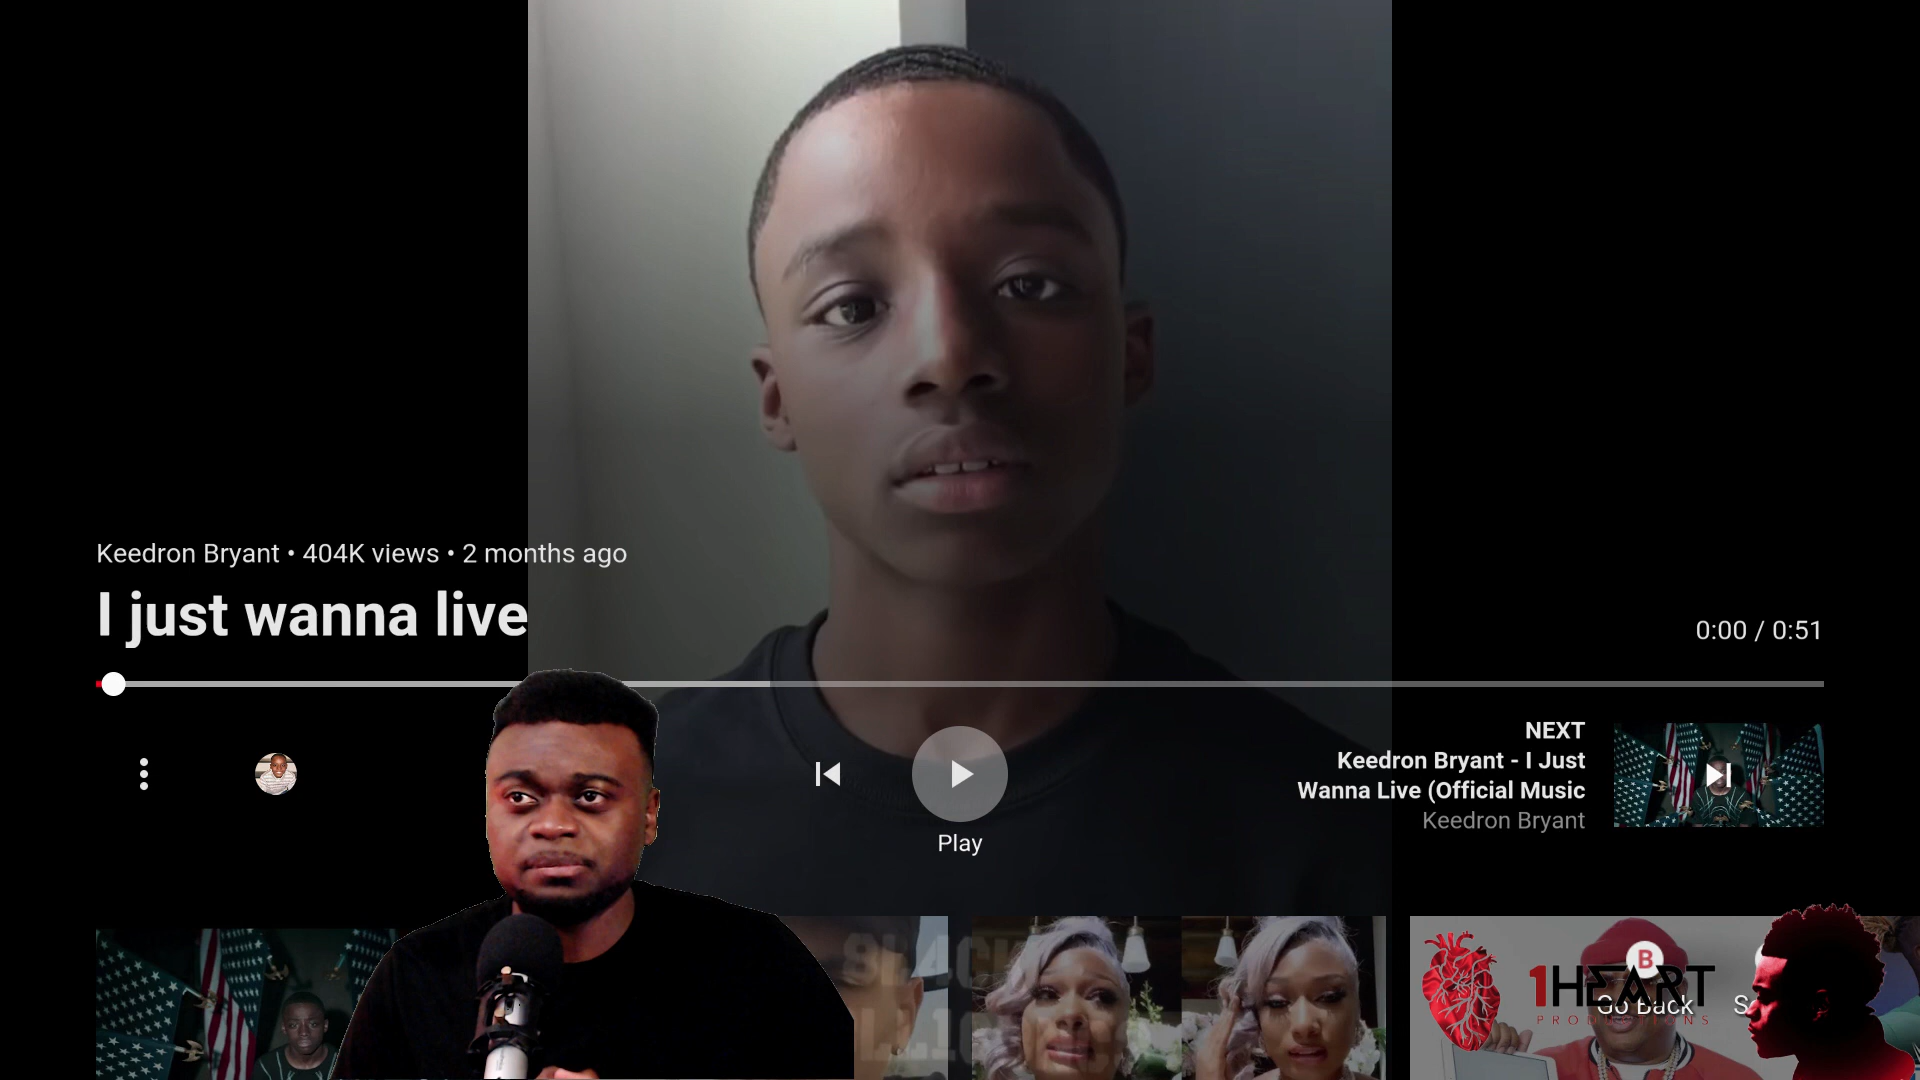 Keedron Bryant • 404K views • 2 months ago
I just wanna live
0:00 / 0:51
NEXT
Keedron Bryant - I Just
Wanna Live (Official Music
Keedron Bryant
Play
B
1HEART
PRODUCTIONS
Go Back